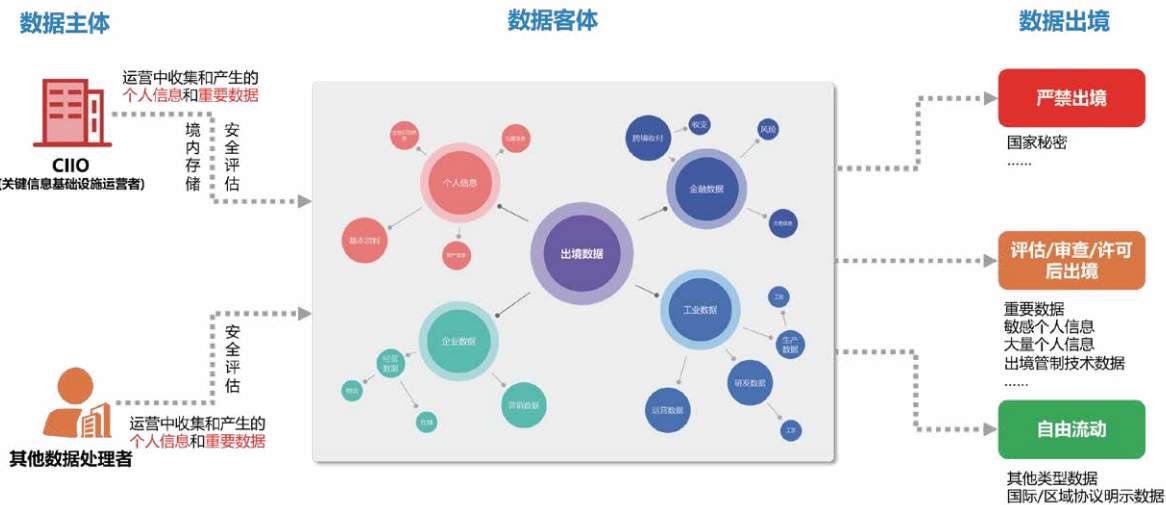 数据主体
数据客体
数据出境
运营中收集和产生的
个人信息和重要数据
境内存储
安全评估
CIIO
(关键信息基础设施运营者)
安全评估
运营中收集和产生的
个人信息和重要数据
其他数据处理者
出境数据
个人信息
基本资料
金融数据
跨境收付
收支
风险
企业数据
经营
数据
营销数据
工业数据
生产
数据
研发数据
运营数据
严禁出境
国家秘密
......
评估/审查/许可
后出境
重要数据
敏感个人信息
大量个人信息
出境管制技术数据
......
自由流动
其他类型数据
国际/区域协议明示数据